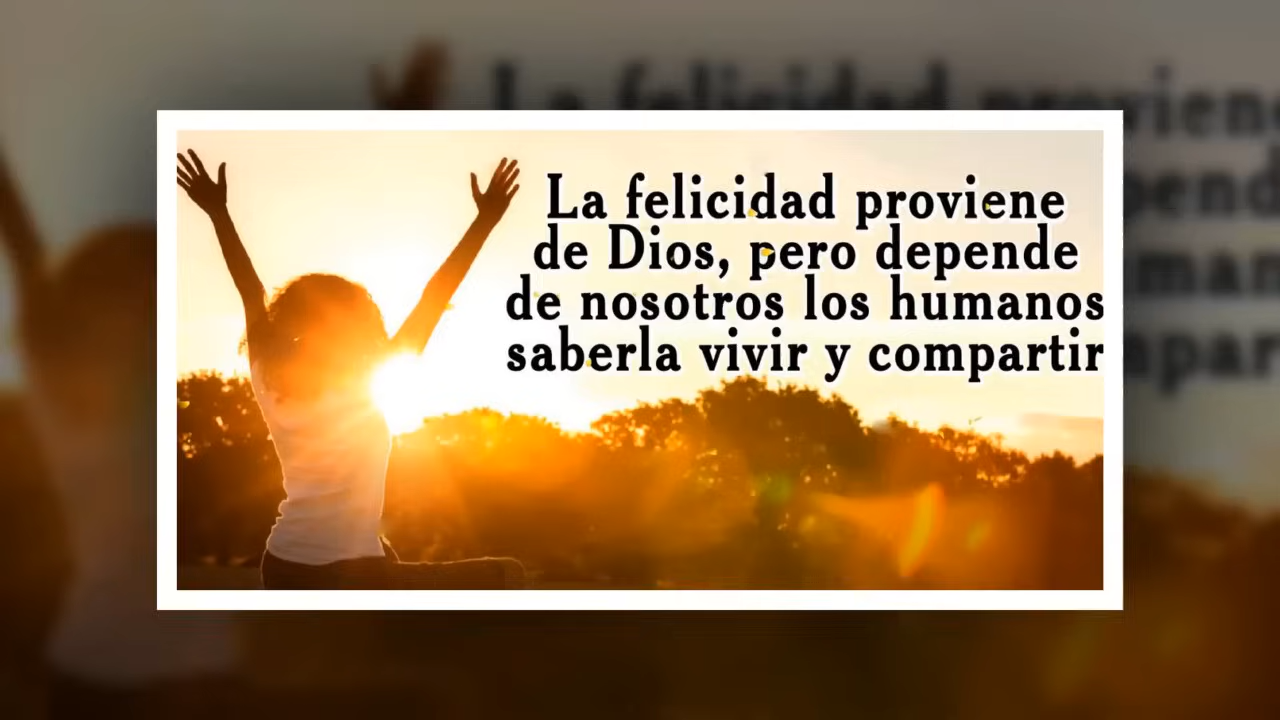 La felicidad proviene
de Dios, pero depende
de nosotros los humanos
saberla vivir y compartir